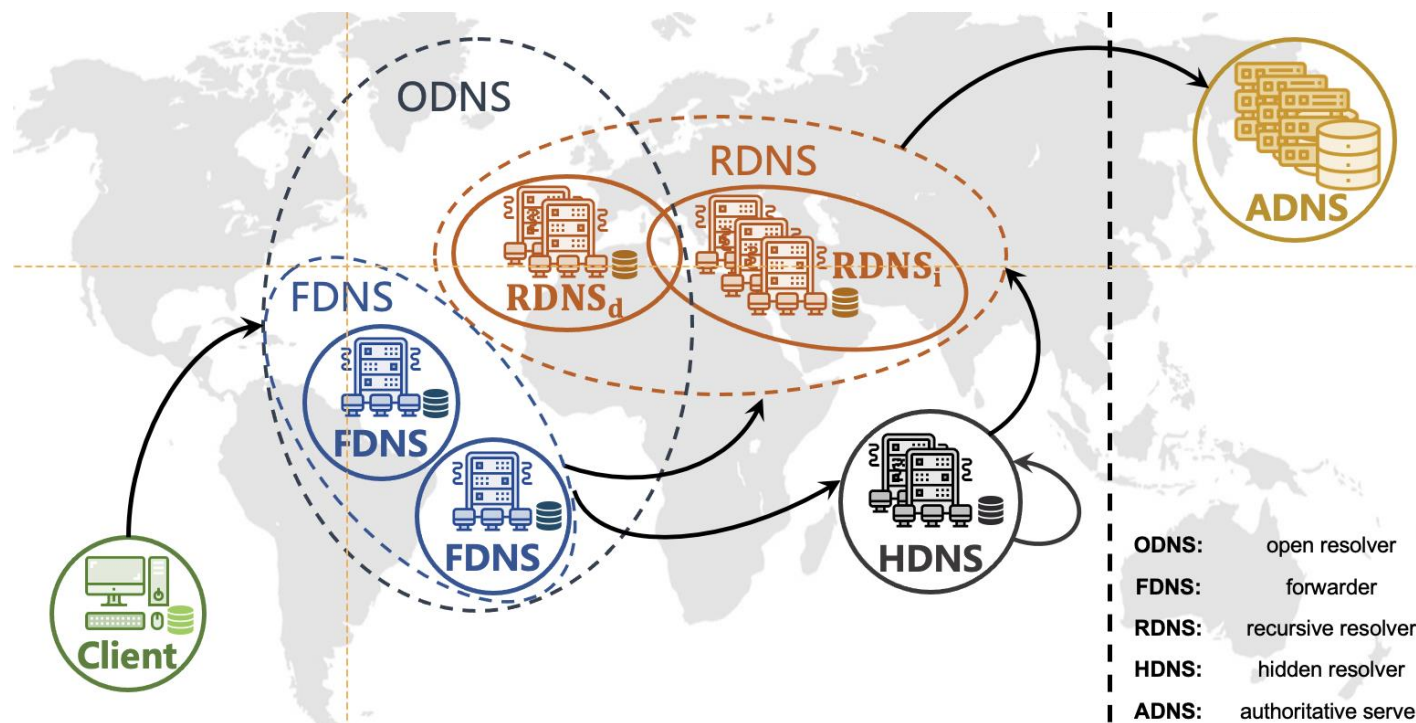 ODNS
RDNS
ADNS
RDNSd
RDNSi
FDNS
FDNS
FDNS
HDNS
Client
ODNS: open resolver
FDNS: forwarder
RDNS: recursive resolver
HDNS: hidden resolver
ADNS: authoritative serve